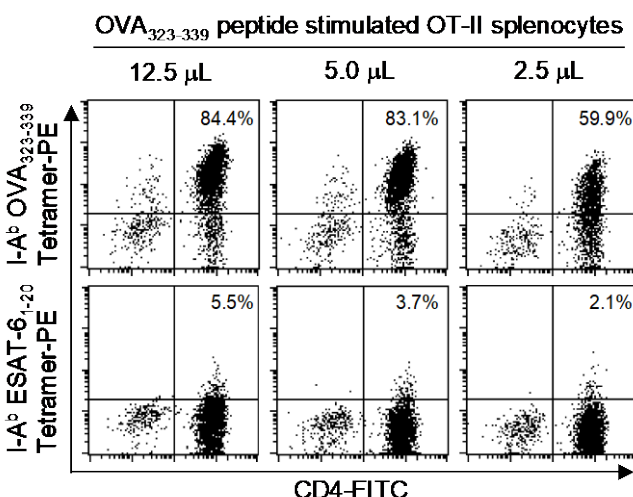 OVA323-339 peptide stimulated OT-II splenocytes
12.5 µL 5.0 µL 2.5 µL
I-Ab OVA323-339
Tetramer-PE
84.4% 83.1% 59.9%
I-Ab ESAT-61-20
Tetramer-PE
5.5% 3.7% 2.1%
CD4-FITC